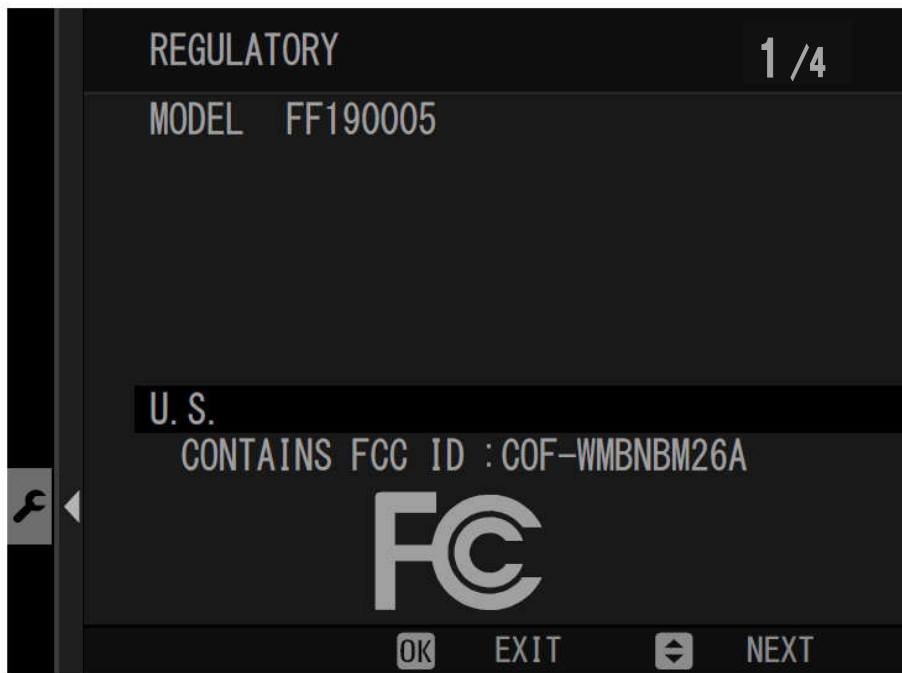 REGULATORY 1/4
MODEL FF190005
U.S.
CONTAINS FCC ID :COF-WMBNBM26A
FC
OK EXIT NEXT